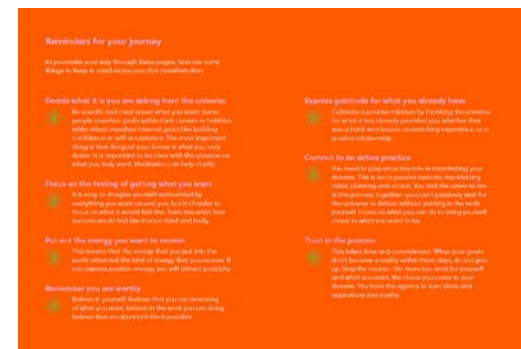 Reminders for your journey
As you make your way through these pages, here are some
things to keep in mind as you practice manifestation:
Decide what it is you are asking from the universe
Be specific and clear about what you want. Some
people manifest goals within their careers or hobbies,
while others manifest internal goals like building
confidence or self-acceptance. The most important
thing is that the goal you choose is what you truly
desire. It is important to be clear with the universe on
what you truly want. Meditation can help clarity.
Focus on the feeling of getting what you want
It is easy to imagine yourself surrounded by
everything you want around you, but it's harder to
focus on what it would feel like. Tune into what true
success would feel like in your mind and body.
Put out the energy you want to receive
This means that the energy that you put into the
world attracts the kind of energy that you receive. If
you express positive energy, you will attract positivity.
Remember you are worthy
Believe in yourself. Believe that you are deserving
of what you want, believe in the work you are doing
believe that an abundant life is possible.
Express gratitude for what you already have
Cultivate a positive mindset by thanking the universe
for what it has already provided you, whether that
was a hard won lesson, an enriching experience, or a
positive relationship.
Commit to an active practice
You need to play an active role in manifesting your
dreams. This is not a passive exercise, manifesting
takes planning and action. You and the universe are
in this process together—you can't passively wait for
the universe to deliver without putting in the work
yourself. Focus on what you can do to bring yourself
closer to what you want to be.
Trust in the process
This takes time and commitment. When your goals
don't become a reality within mere days, do not give
up. Stay the course - the more you work for yourself
and what you want, the closer you come to your
dreams. You have the agency to turn ideas and
aspirations into reality.